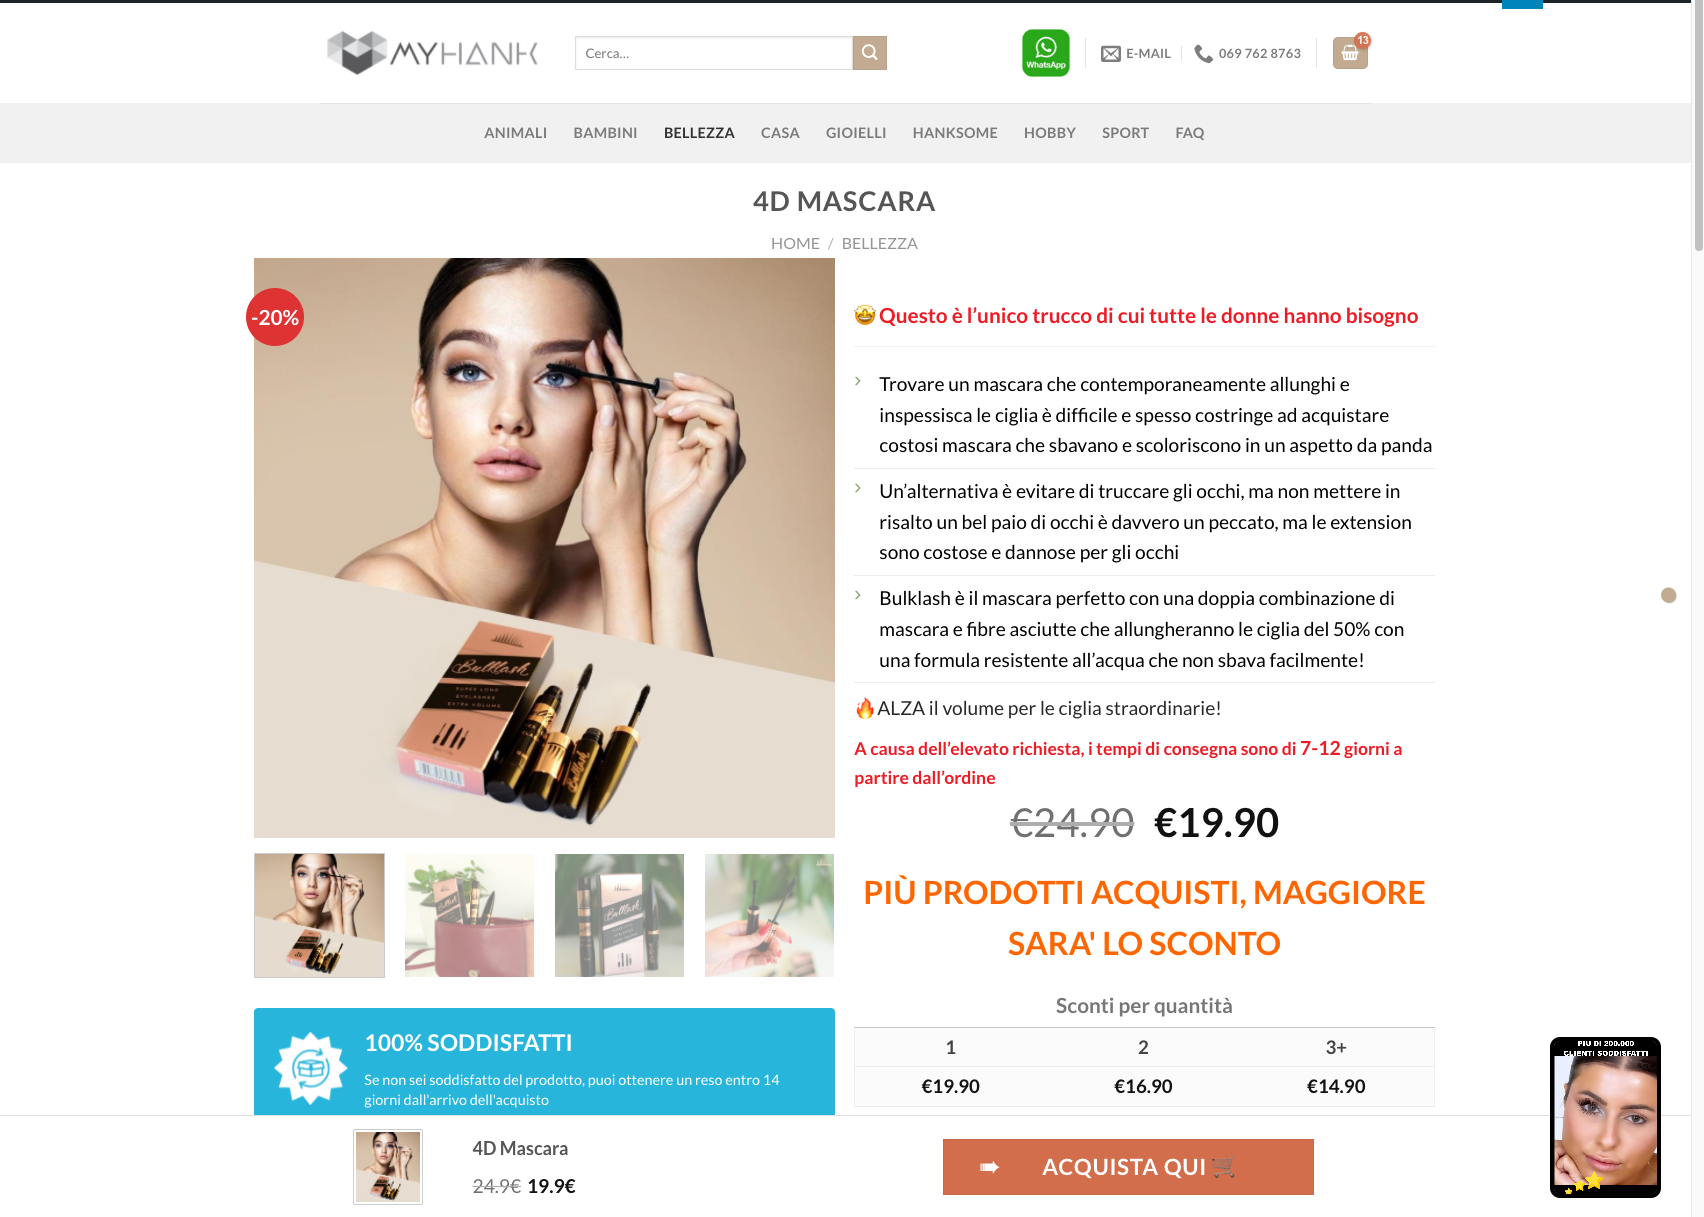 MYHANK
Cerca...
WhatsApp
E-MAIL
069 762 8763
13
ANIMALI
BAMBINI
BELLEZZA
CASA
GIOIELLI
HANKSOME
HOBBY
SPORT
FAQ
4D MASCARA
HOME / BELLEZZA
-20%
Bulklash
SUPER LONG
EYELASHES
EXTRA VOLUME
Bulklash
🤩 Questo è l’unico trucco di cui tutte le donne hanno bisogno
Trovare un mascara che contemporaneamente allunghi e
inspessisca le ciglia è difficile e spesso costringe ad acquistare
costosi mascara che sbavano e scoloriscono in un aspetto da panda
Un’alternativa è evitare di truccare gli occhi, ma non mettere in
risalto un bel paio di occhi è davvero un peccato, ma le extension
sono costose e dannose per gli occhi
Bulklash è il mascara perfetto con una doppia combinazione di
mascara e fibre asciutte che allungheranno le ciglia del 50% con
una formula resistente all’acqua che non sbava facilmente!
🔥ALZA il volume per le ciglia straordinarie!
A causa dell’elevato richiesta, i tempi di consegna sono di 7-12 giorni a
partire dall’ordine
€24.90 €19.90
PIÙ PRODOTTI ACQUISTI, MAGGIORE
SARA' LO SCONTO
Sconti per quantità
1 2 3+
€19.90 €16.90 €14.90
100% SODDISFATTI
Se non sei soddisfatto del prodotto, puoi ottenere un reso entro 14
giorni dall'arrivo dell'acquisto
4D Mascara
24.9€ 19.9€
➠ ACQUISTA QUI 🛒
PIU DI 200.000
CLIENTI SODDISFATTI